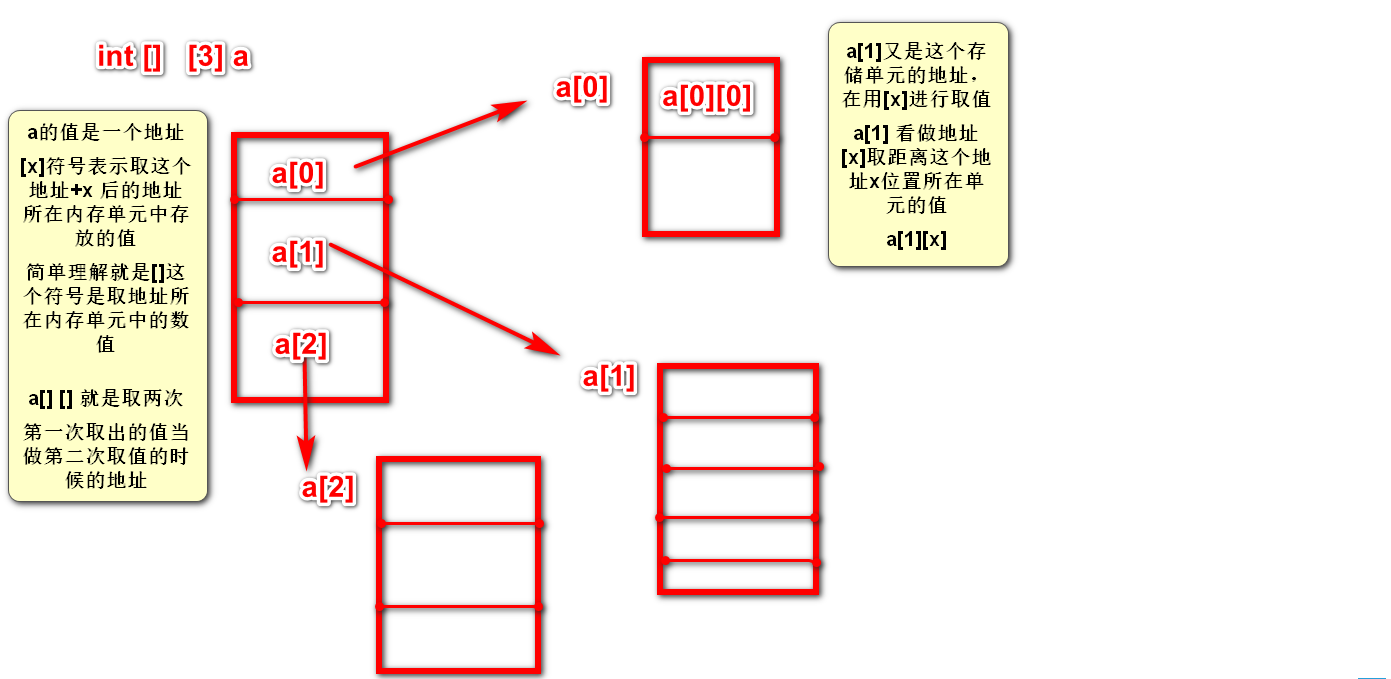 int []   [3] a
a的值是一个地址
[x]符号表示取这个
地址+x 后的地址
所在内存单元中存
放的值
简单理解就是[]这
个符号是取地址所
在内存单元中的数
值
a[] [] 就是取两次
第一次取出的值当
做第二次取值的时
候的地址
a[0]
a[1]
a[2]
a[0]
a[0][0]
a[1]又是这个存
储单元的地址，
在用[x]进行取值
a[1] 看做地址
[x]取距离这个地
址x位置所在单
元的值
a[1][x]
a[1]
a[2]